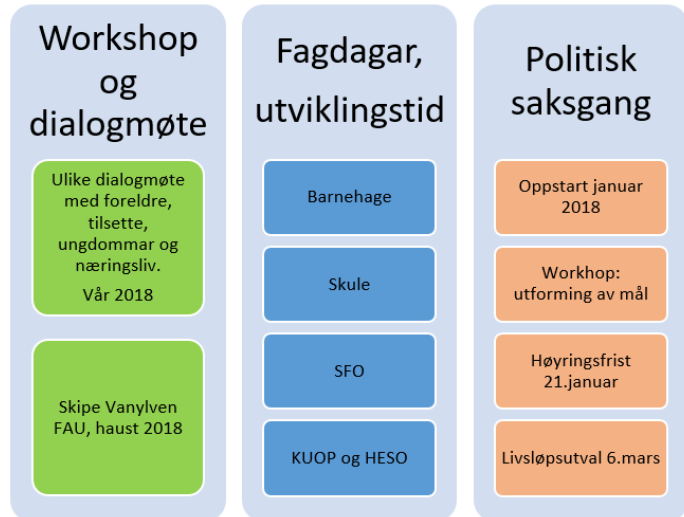 Workshop
og
dialogmøte
Ulike dialogmøte
med foreldre,
tilsette,
ungdommar og
næringsliv.
Vår 2018
Skipe Vanylven
FAU, haust 2018
Fagdagar,
utviklingstid
Barnehage
Skule
SFO
KUOP og HESO
Politisk
saksgang
Oppstart januar
2018
Workhop:
utforming av mål
Høyringsfrist
21.januar
Livsløpsutval 6.mars